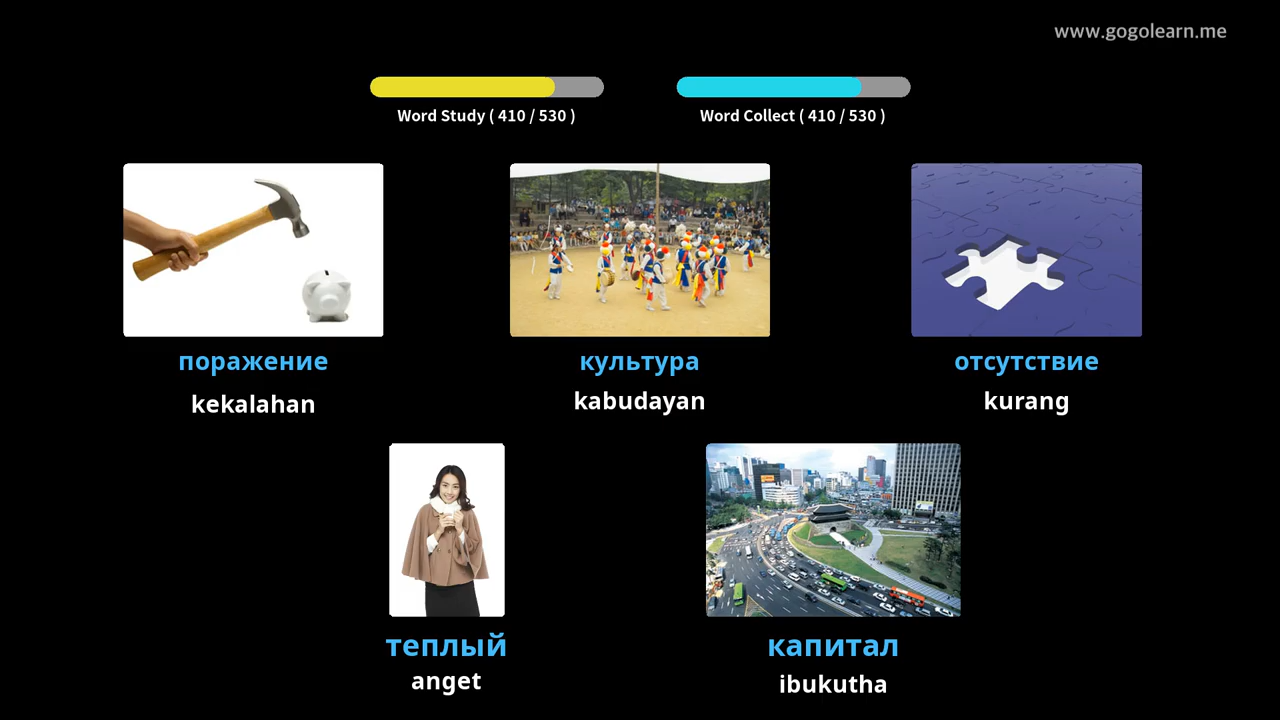 www.gogolearn.me
Word Study ( 410 / 530 )
Word Collect ( 410 / 530 )
поражение
kekalahan
культура
kabudayan
отсутствие
kurang
теплый
anget
капитал
ibukutha